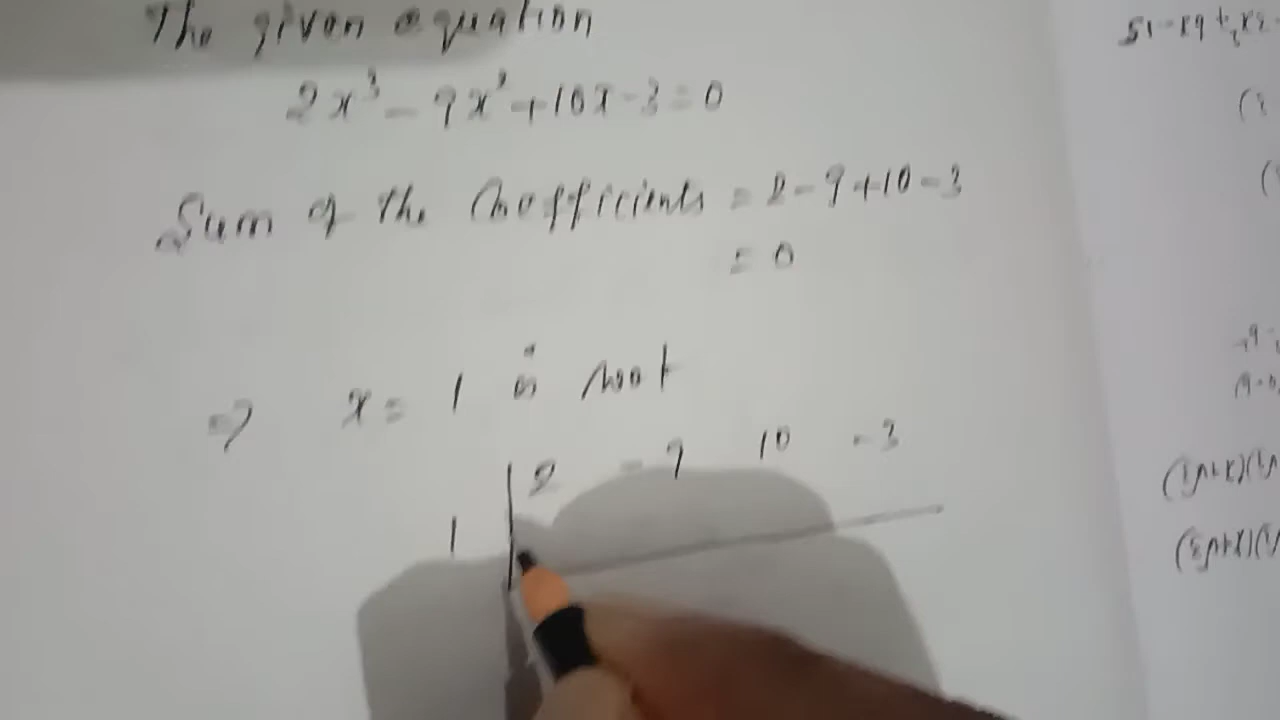 The given equation
2x³ - 9x² + 10x - 3 = 0
Sum of the Coefficients = 2 - 9 + 10 - 3
= 0
=> x = 1 is root
2 - 9 10 - 3
1